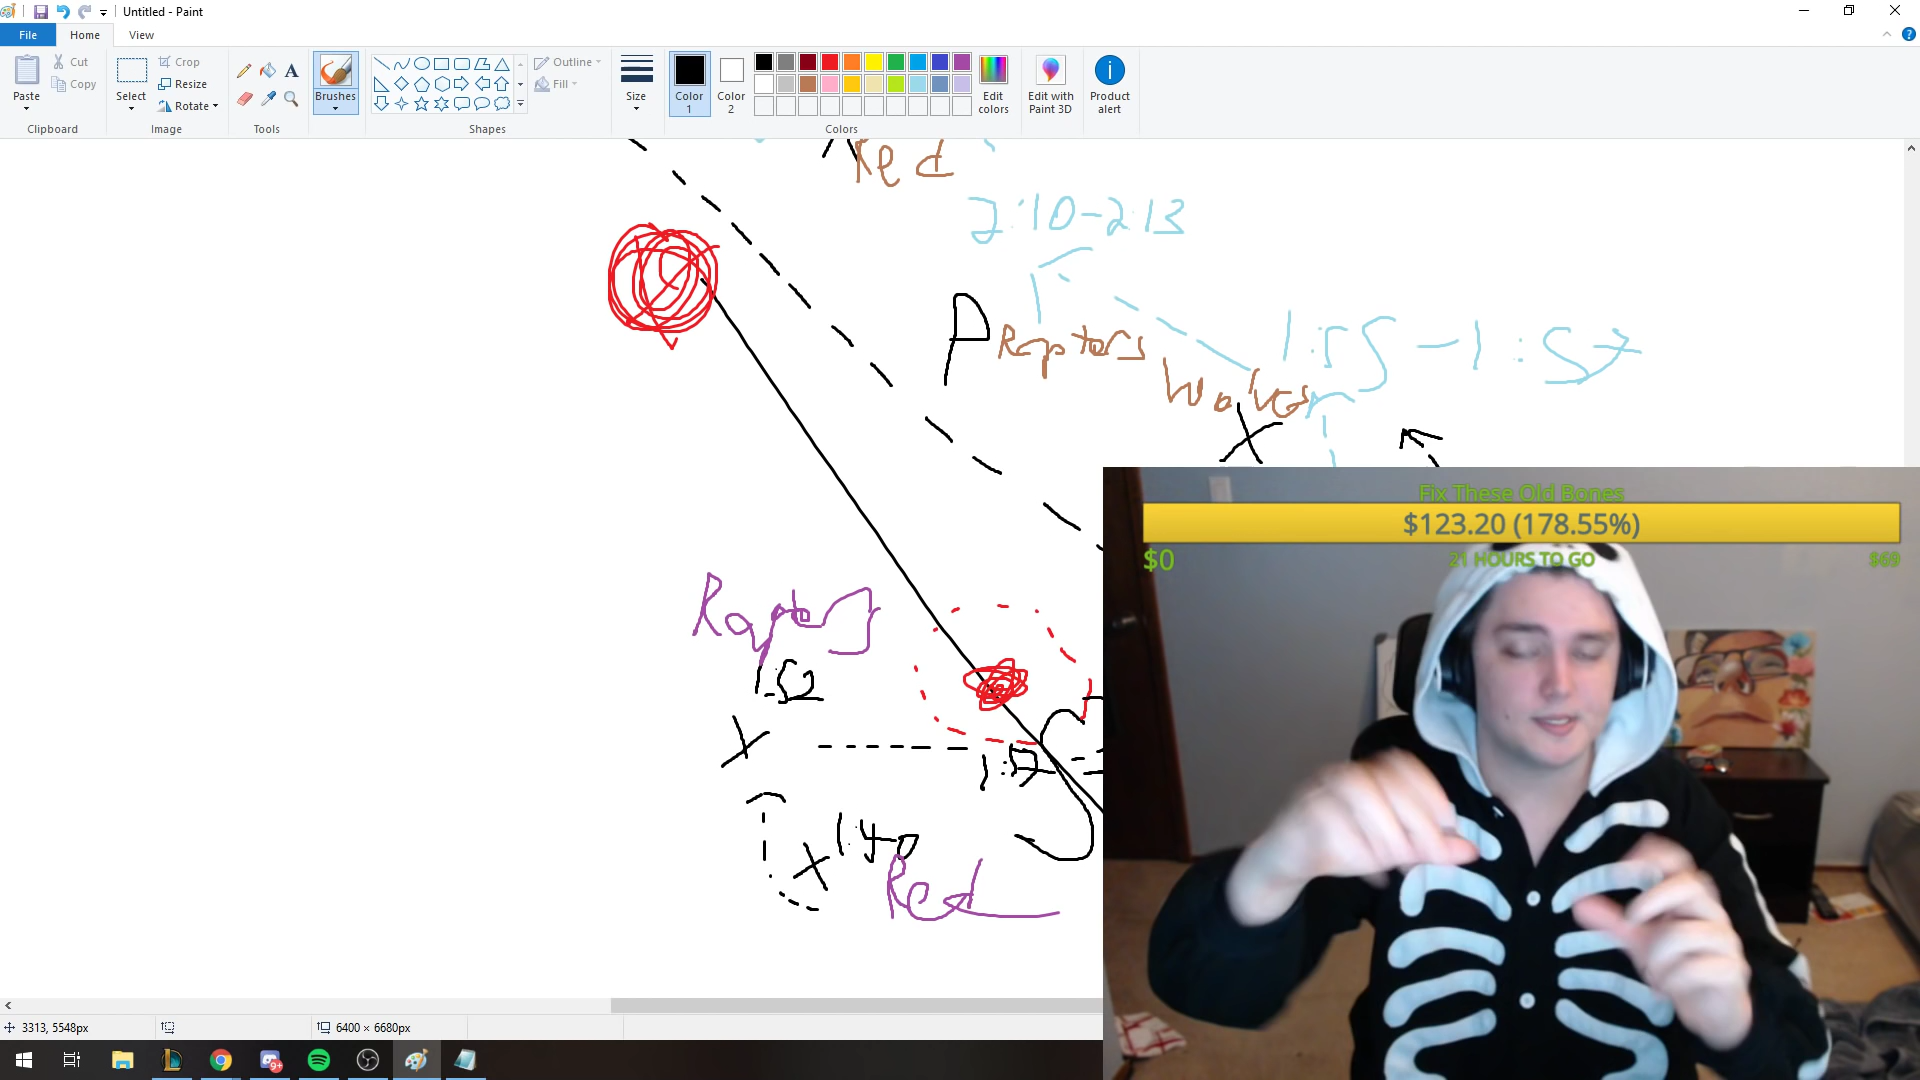 Untitled - Paint
File
Home
View
Paste
Cut
Copy
Clipboard
Select
Crop
Resize
Rotate
Image
Tools
A
Brushes
Shapes
Outline
Fill
Size
Color 1
Color 2
Edit colors
Colors
Edit with Paint 3D
Product alert
Red
2:10-2:13
Raptors
1:55-1:57
Wolves
Fix These Old Bones
$123.20 (178.55%)
$0
21 HOURS TO GO
$69
Raptors
X
1:40
X
Red
3313, 5548px
6400 × 6680px